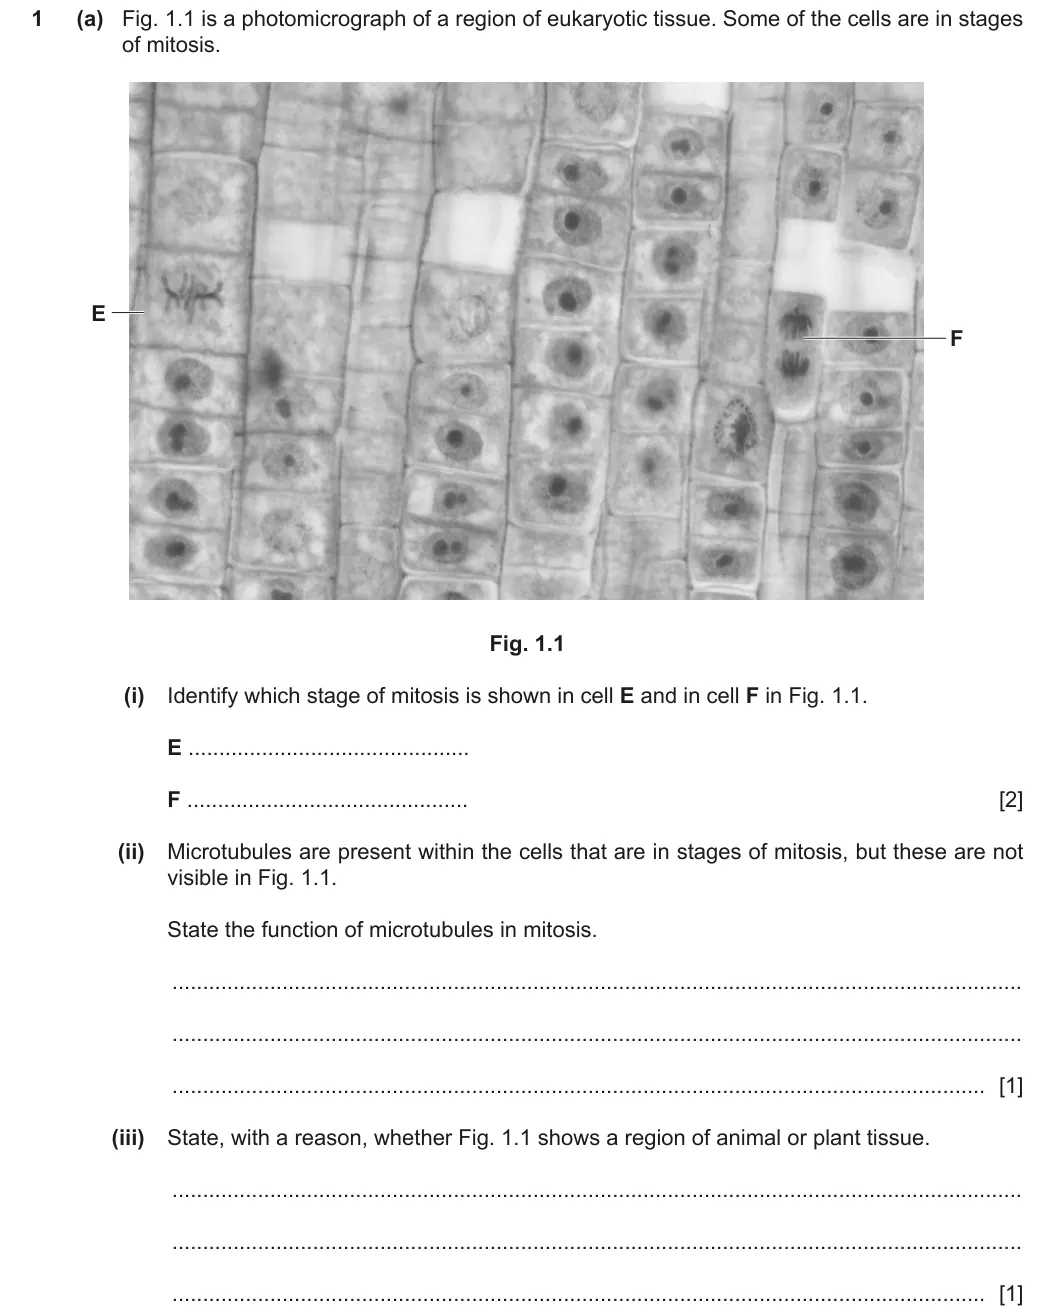 1 (a) Fig. 1.1 is a photomicrograph of a region of eukaryotic tissue. Some of the cells are in stages
of mitosis.
E
F
Fig. 1.1
(i) Identify which stage of mitosis is shown in cell E and in cell F in Fig. 1.1.
E ..............................................
F .............................................. [2]
(ii) Microtubules are present within the cells that are in stages of mitosis, but these are not
visible in Fig. 1.1.
State the function of microtubules in mitosis.
...........................................................................................................................................
...........................................................................................................................................
..................................................................................................................................... [1]
(iii) State, with a reason, whether Fig. 1.1 shows a region of animal or plant tissue.
...........................................................................................................................................
...........................................................................................................................................
..................................................................................................................................... [1]